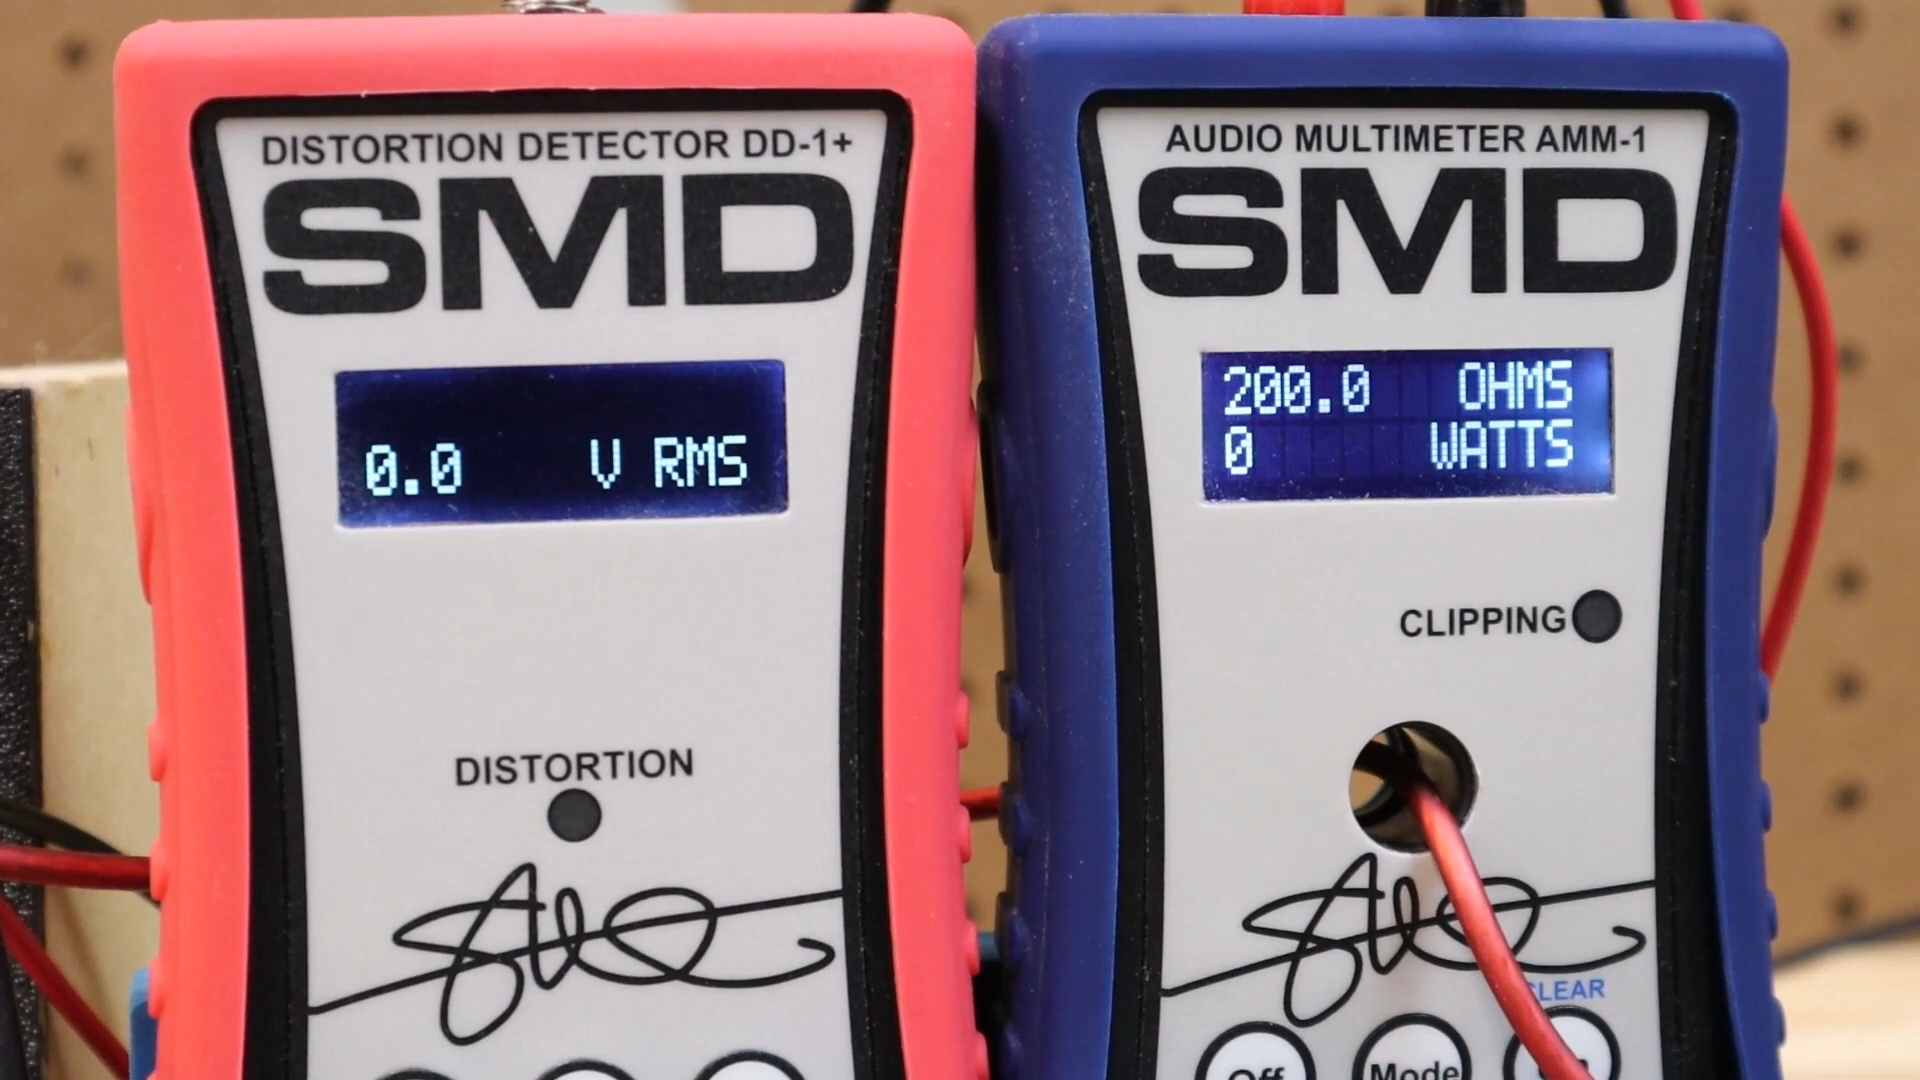 DISTORTION DETECTOR DD-1+
SMD
0.0 V RMS
DISTORTION
AUDIO MULTIMETER AMM-1
SMD
200.0 OHMS
0 WATTS
CLIPPING
CLEAR
Off
Mode